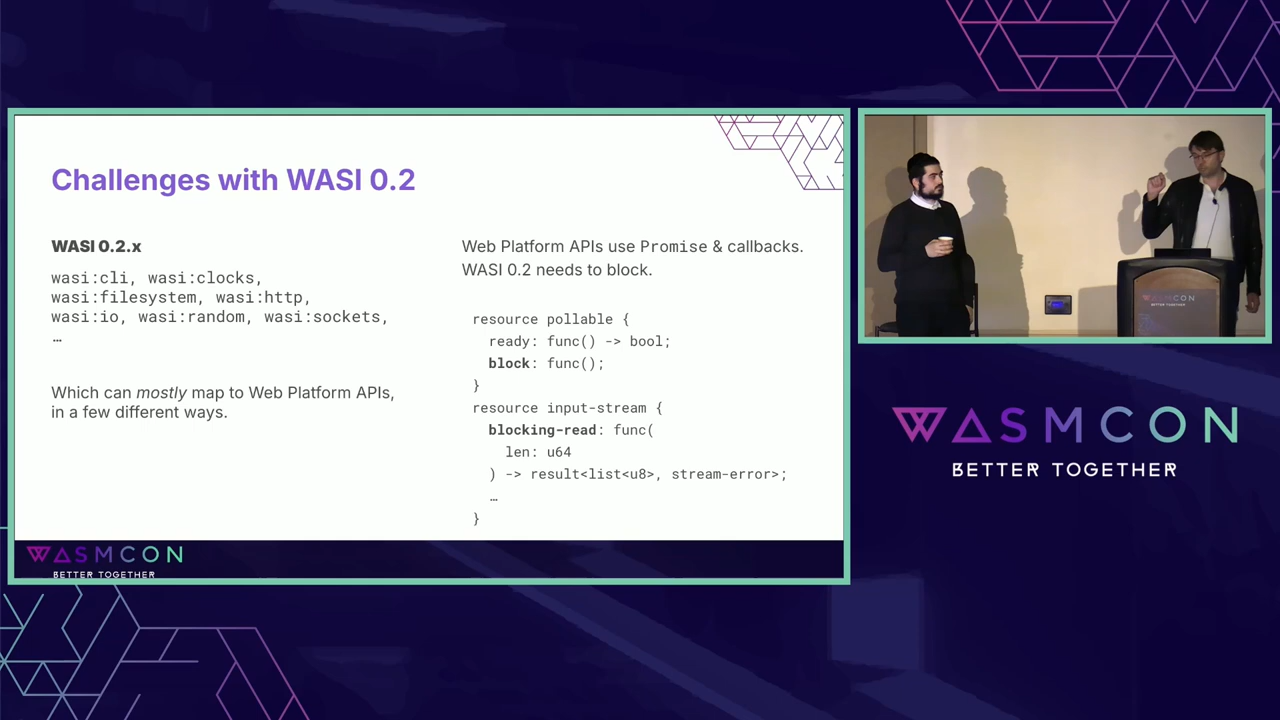 Challenges with WASI 0.2
WASI 0.2.x
wasi:cli, wasi:clocks,
wasi:filesystem, wasi:http,
wasi:io, wasi:random, wasi:sockets,
…
Which can mostly map to Web Platform APIs,
in a few different ways.
Web Platform APIs use Promise & callbacks.
WASI 0.2 needs to block.
resource pollable {
ready: func() -> bool;
block: func();
}
resource input-stream {
blocking-read: func(
len: u64
) -> result<list<u8>, stream-error>;
…
}
WASMCON
BETTER TOGETHER
WASMCON
BETTER TOGETHER
WASMCON
BETTER TOGETHER